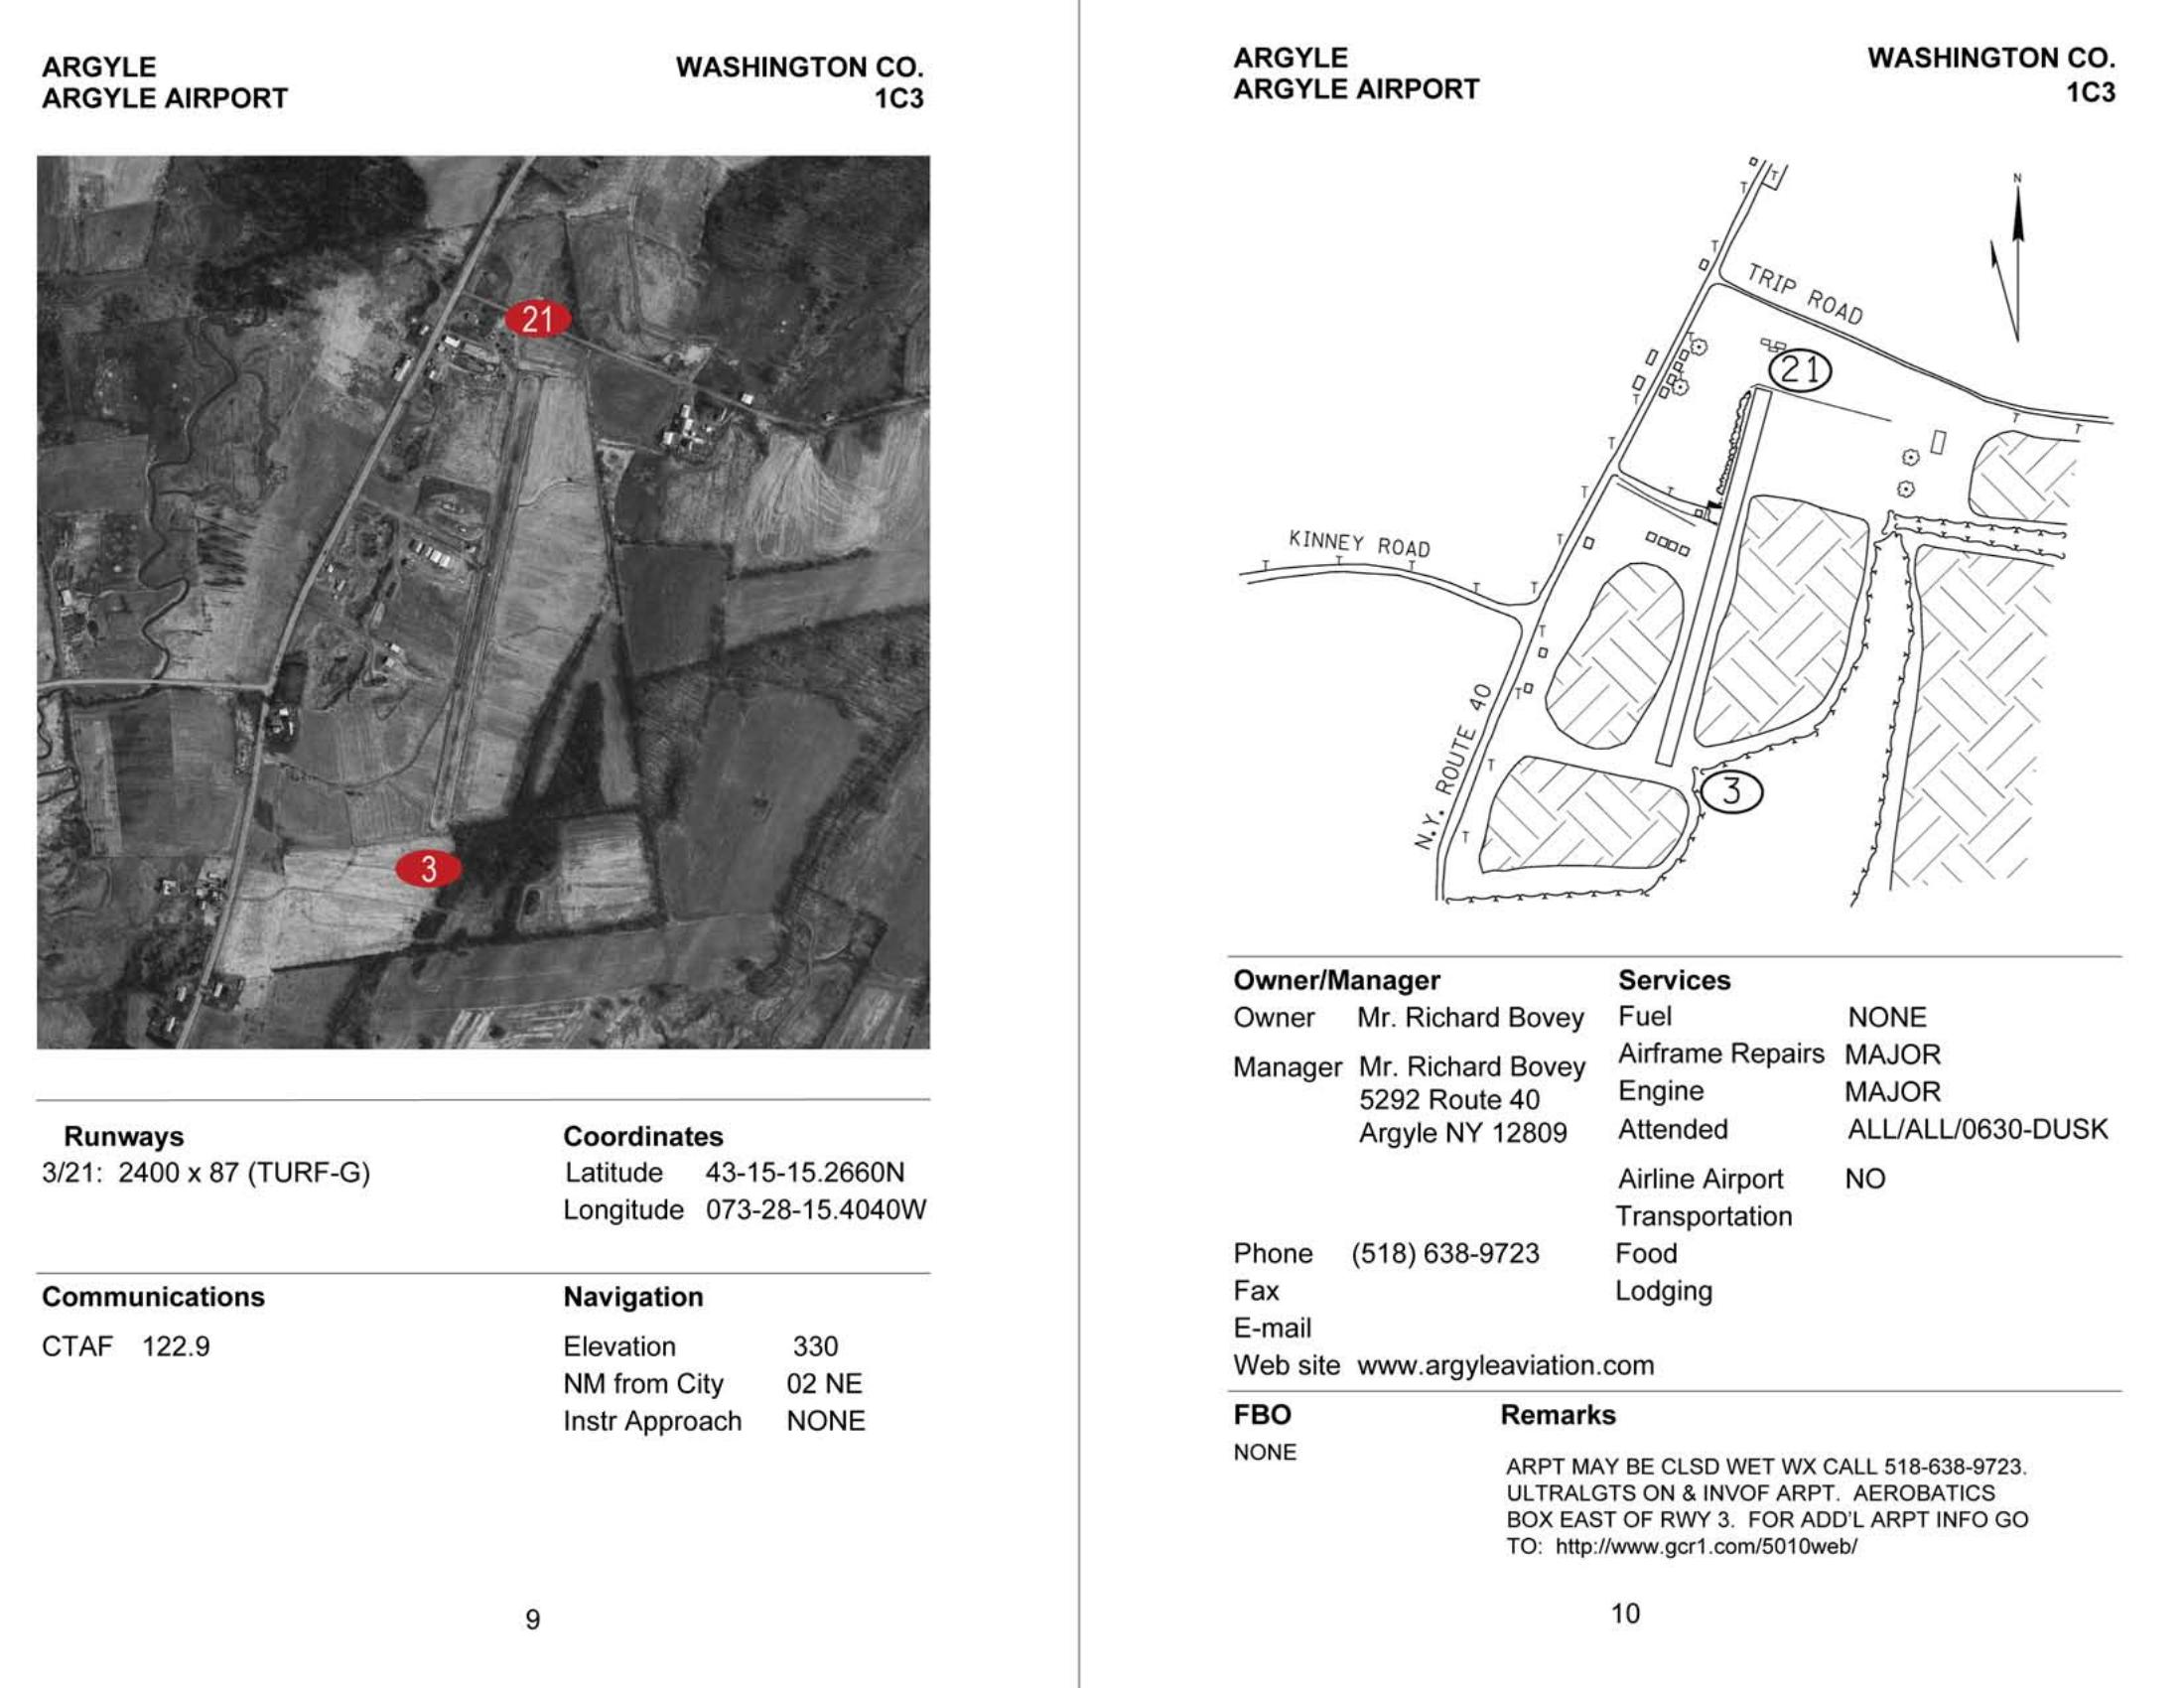 ARGYLE
ARGYLE AIRPORT
WASHINGTON CO.
1C3
21
3
Runways
3/21: 2400 x 87 (TURF-G)
Coordinates
Latitude 43-15-15.2660N
Longitude 073-28-15.4040W
Communications
CTAF 122.9
Navigation
Elevation 330
NM from City 02 NE
Instr Approach NONE
9
ARGYLE
ARGYLE AIRPORT
WASHINGTON CO.
1C3
N
TRIP ROAD
21
KINNEY ROAD
N.Y. ROUTE 40
3
Owner/Manager
Owner Mr. Richard Bovey
Manager Mr. Richard Bovey
5292 Route 40
Argyle NY 12809
Phone (518) 638-9723
Fax
E-mail
Web site www.argyleaviation.com
Services
Fuel NONE
Airframe Repairs MAJOR
Engine MAJOR
Attended ALL/ALL/0630-DUSK
Airline Airport NO
Transportation
Food
Lodging
FBO
NONE
Remarks
ARPT MAY BE CLSD WET WX CALL 518-638-9723.
ULTRALGTS ON & INVOF ARPT. AEROBATICS
BOX EAST OF RWY 3. FOR ADD'L ARPT INFO GO
TO: http://www.gcr1.com/5010web/
10